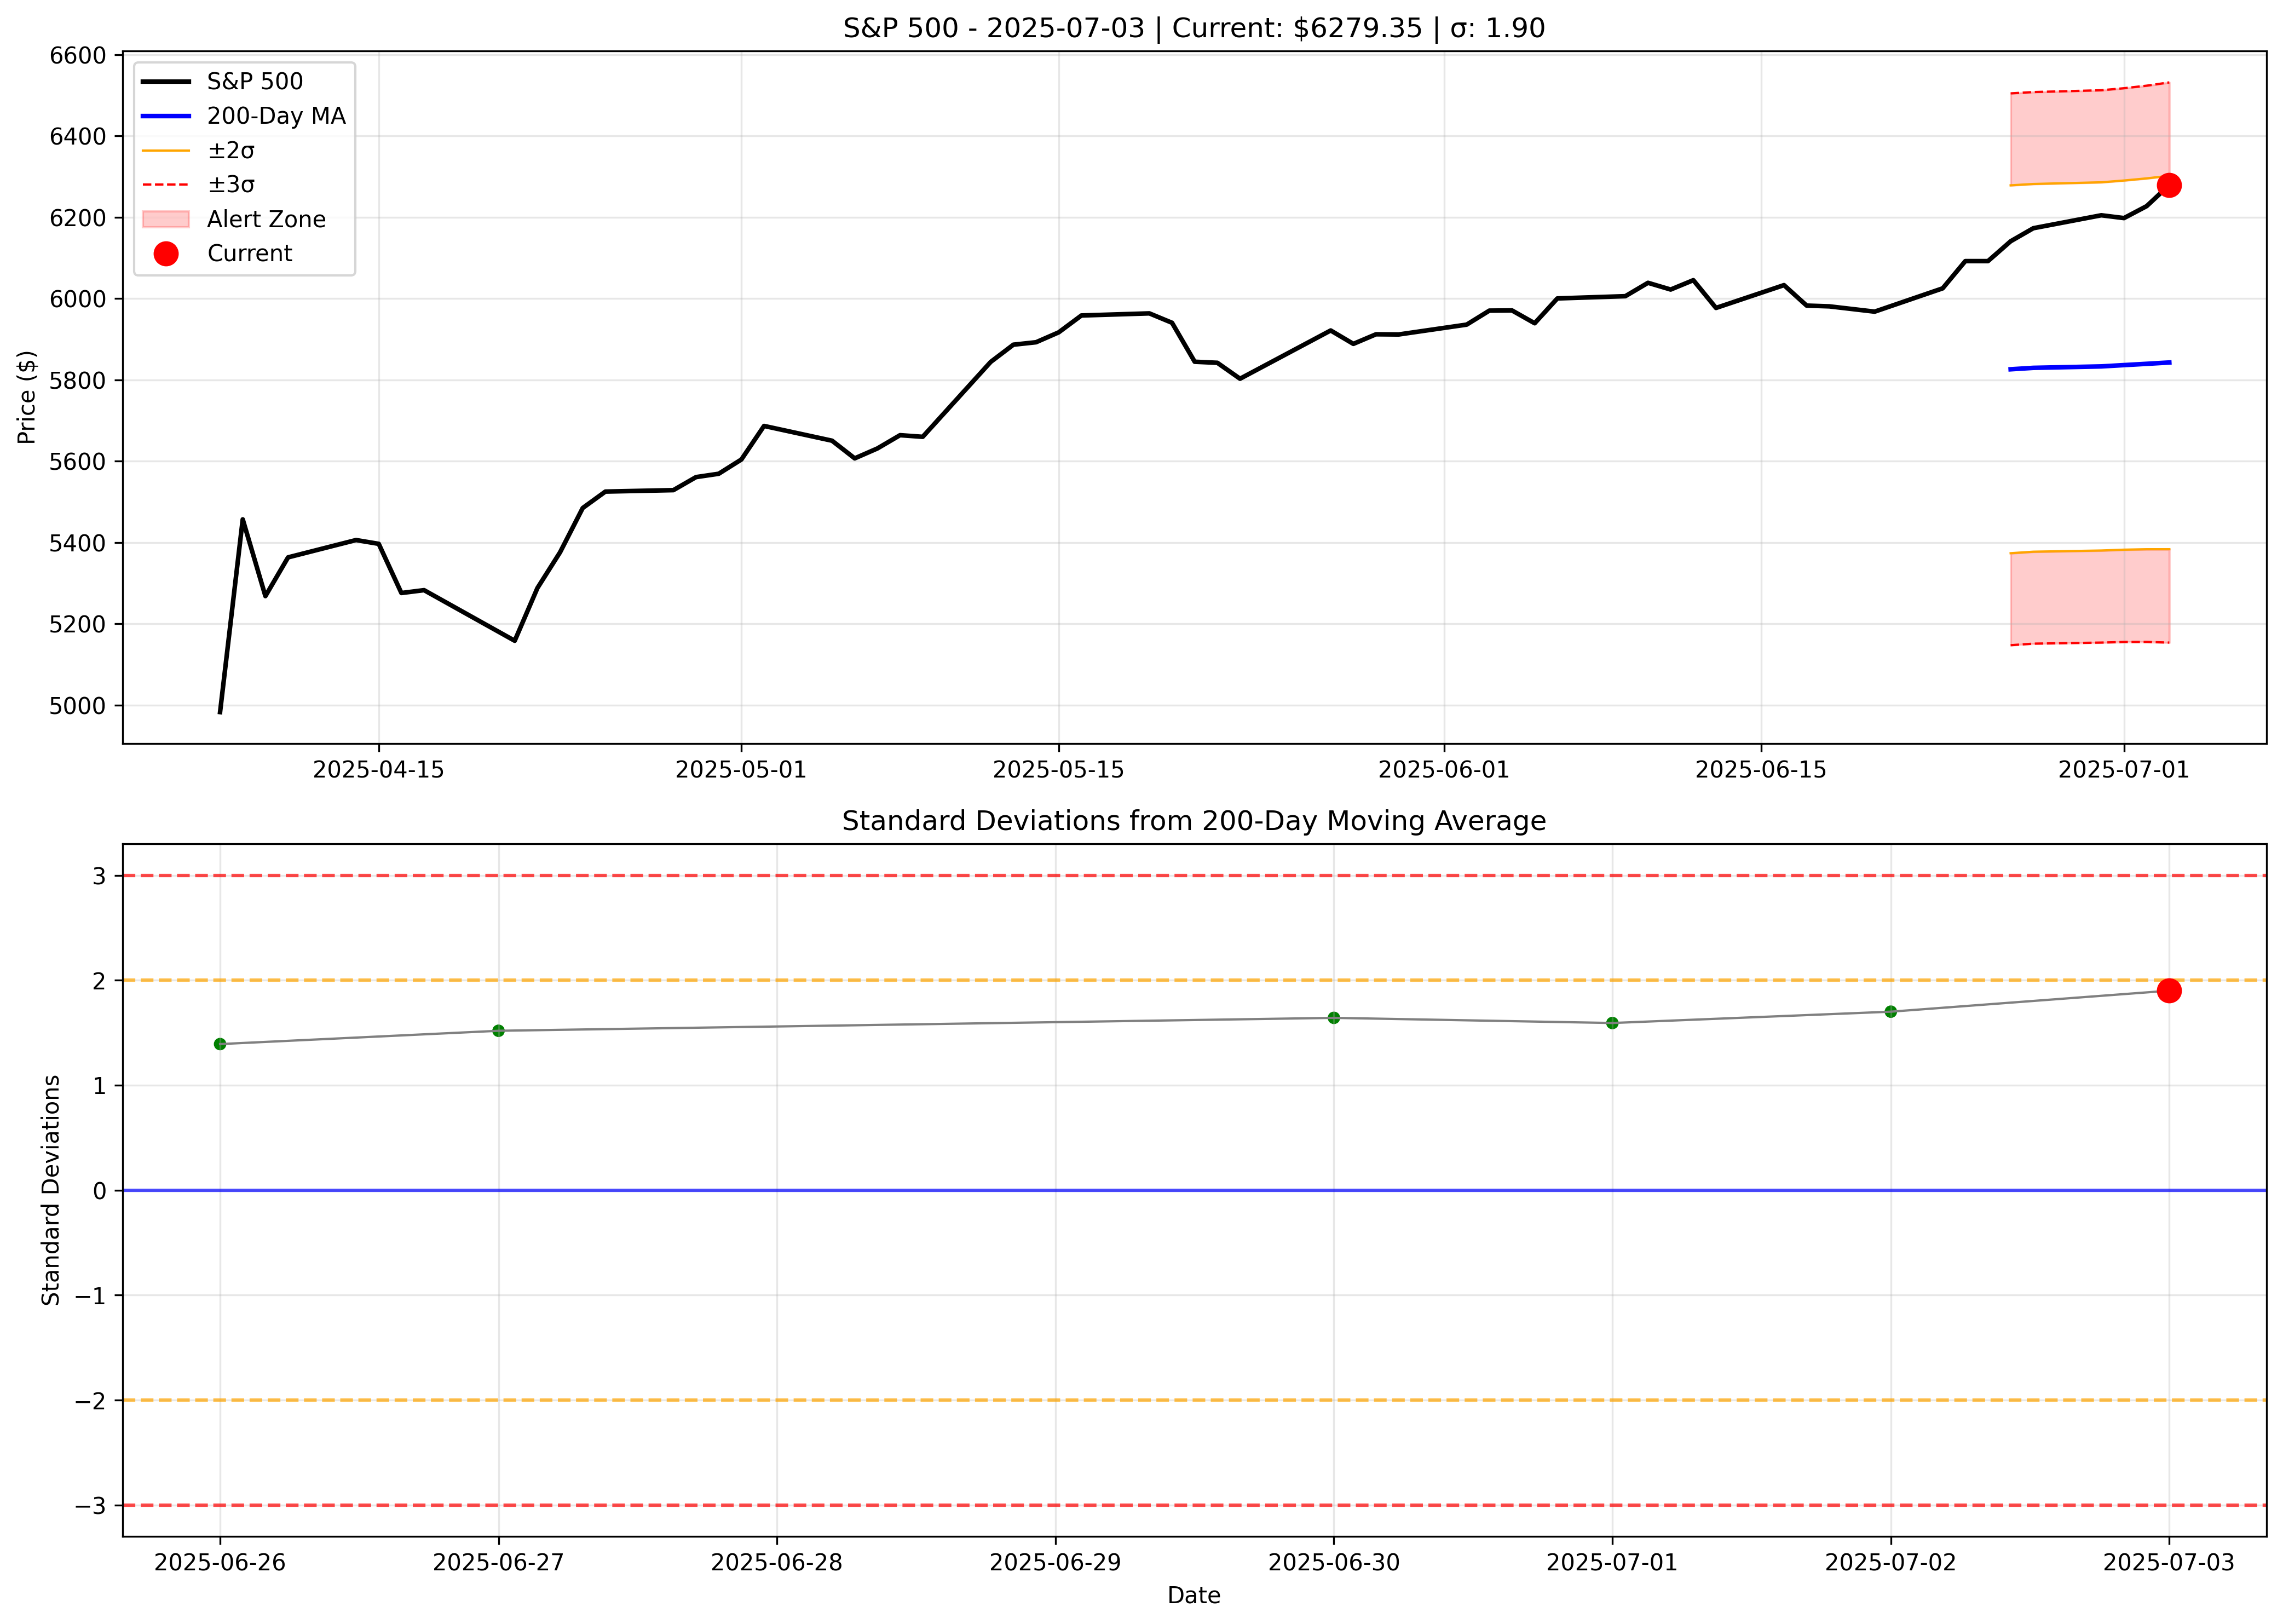 S&P 500 - 2025-07-03 | Current: $6279.35 | σ: 1.90
6600
6400
6200
6000
5800
5600
5400
5200
5000
Price ($)
S&P 500
200-Day MA
±2σ
±3σ
Alert Zone
Current
2025-04-15
2025-05-01
2025-05-15
2025-06-01
2025-06-15
2025-07-01
Standard Deviations from 200-Day Moving Average
3
2
1
0
−1
−2
−3
Standard Deviations
2025-06-26
2025-06-27
2025-06-28
2025-06-29
2025-06-30
2025-07-01
2025-07-02
2025-07-03
Date